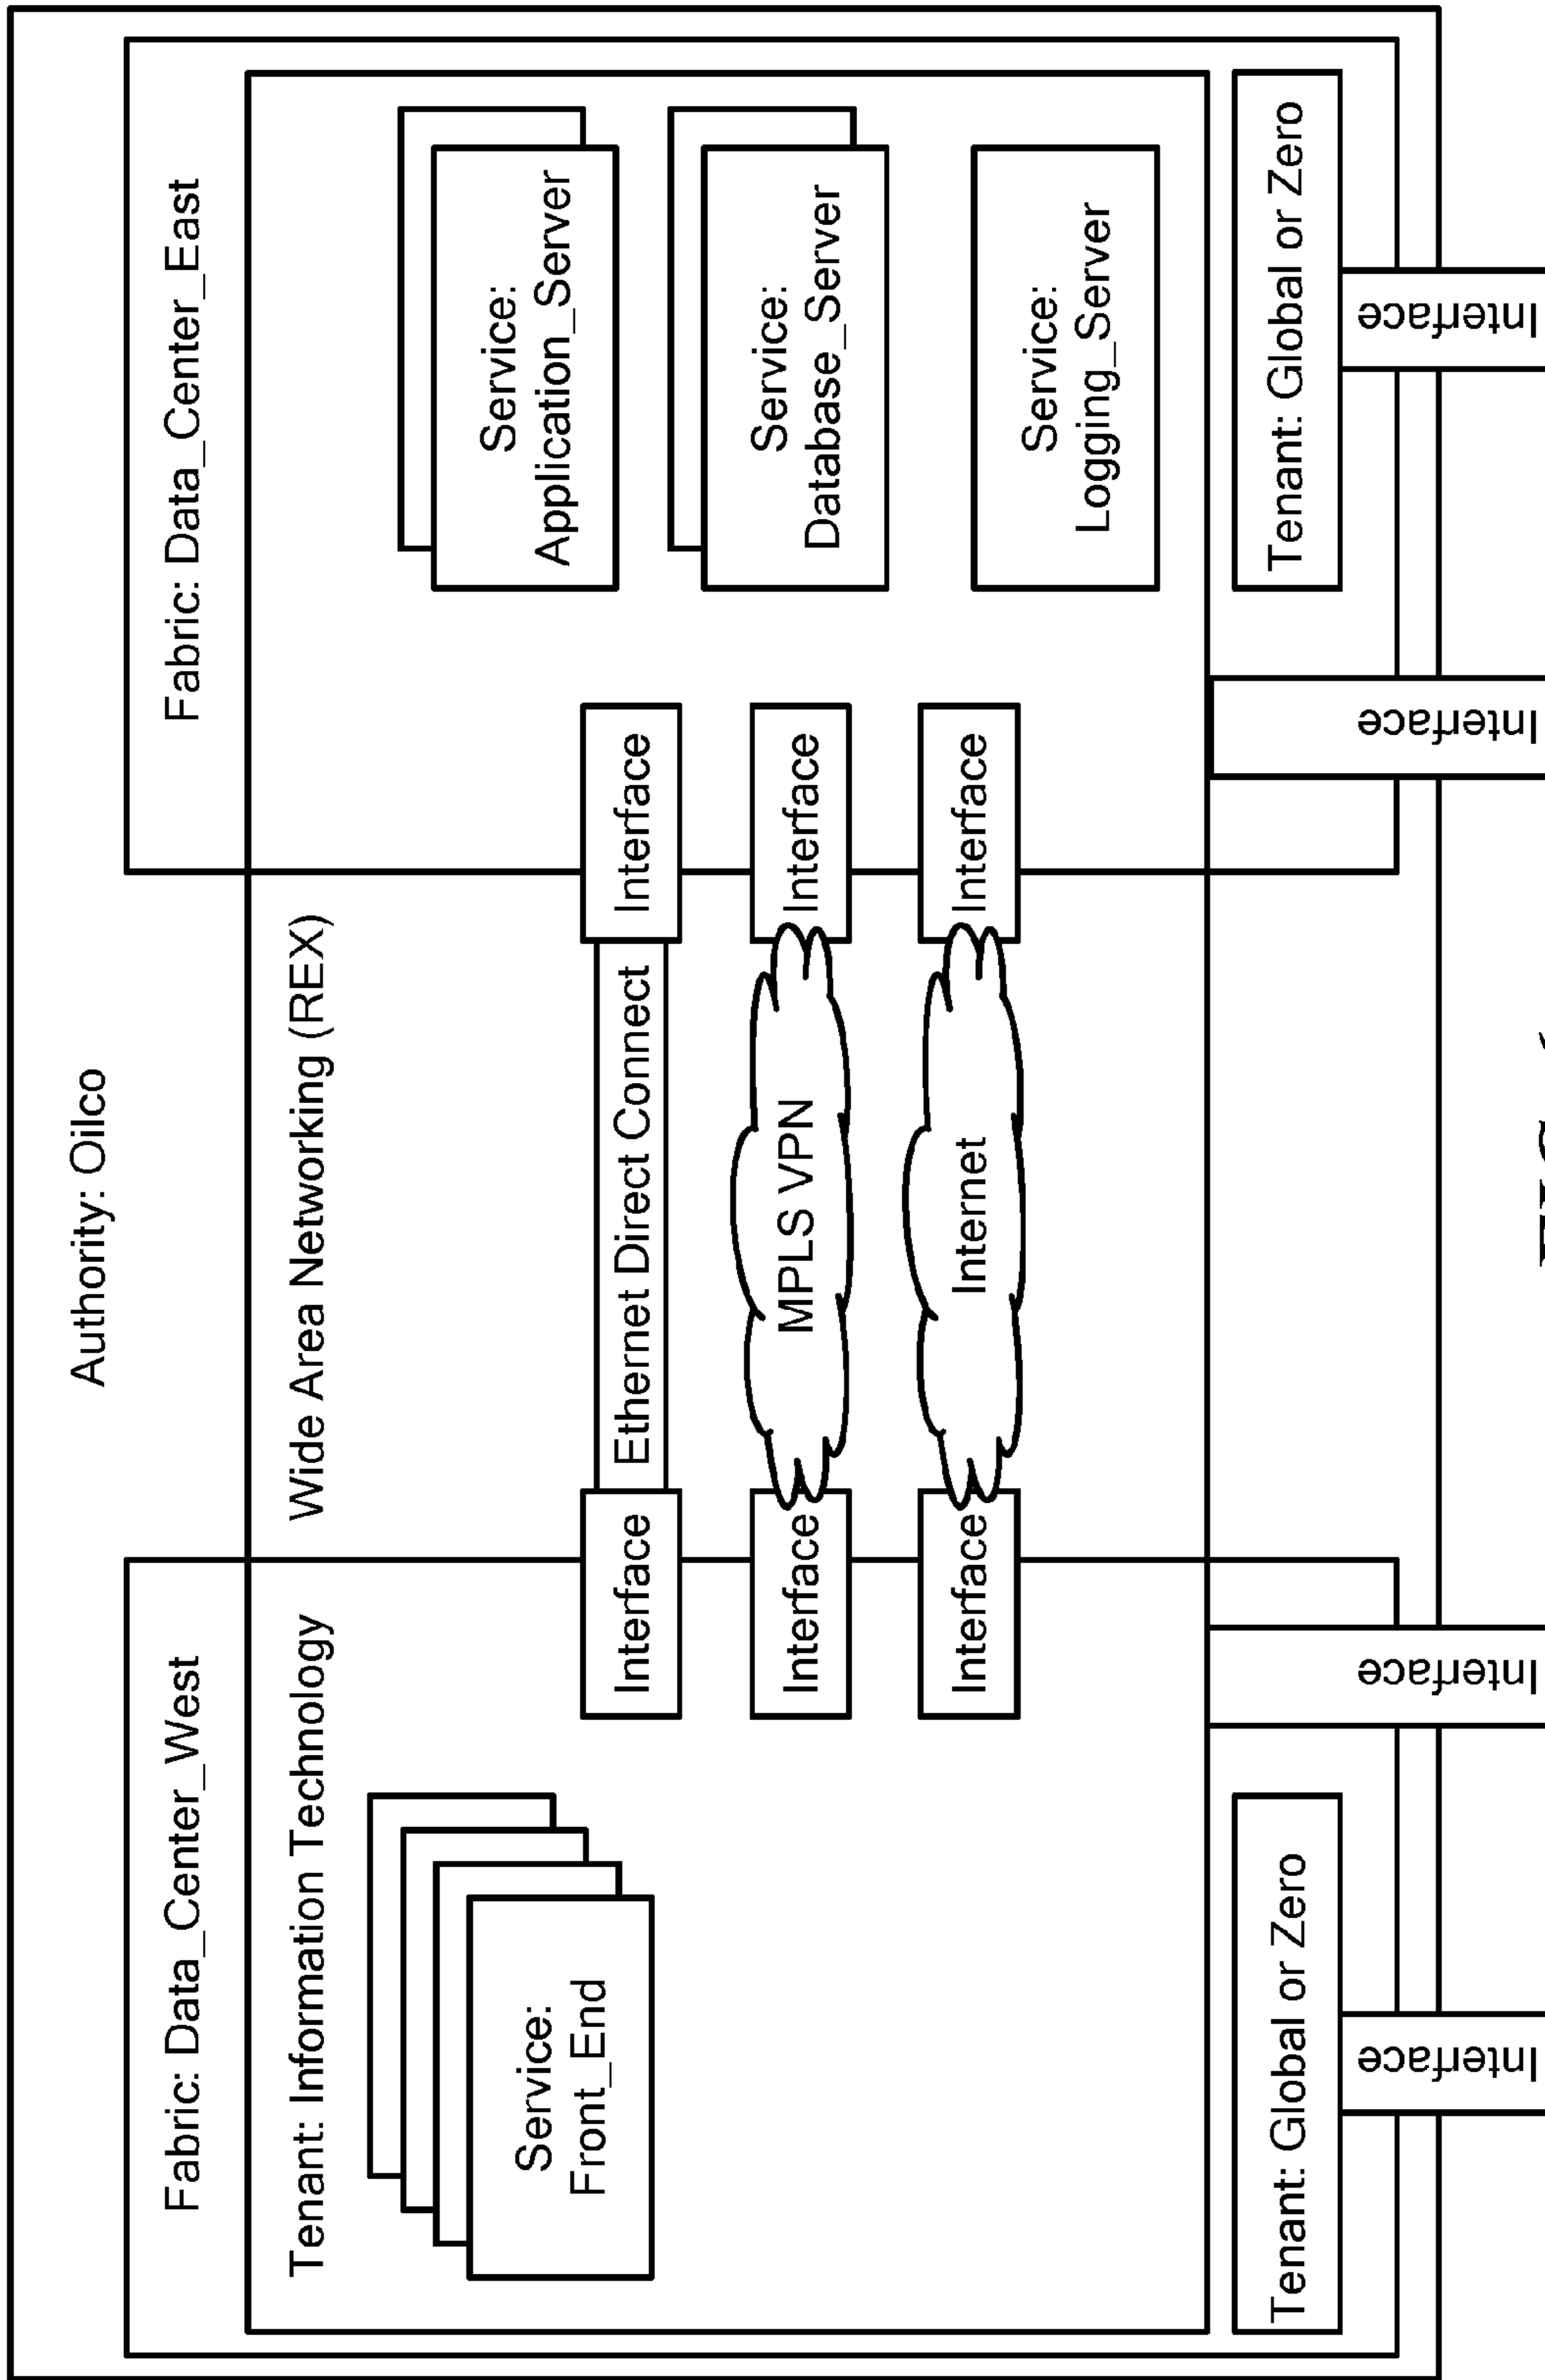 Authority: Oilco
Fabric: Data_Center_West
Fabric: Data_Center_East
Tenant: Information Technology
Wide Area Networking (REX)
Service:
Front_End
Interface
Ethernet Direct Connect
Interface
Interface
MPLS VPN
Interface
Interface
Internet
Interface
Service:
Application_Server
Service:
Database_Server
Service:
Logging_Server
Tenant: Global or Zero
Tenant: Global or Zero
Interface
Interface
Interface
Interface